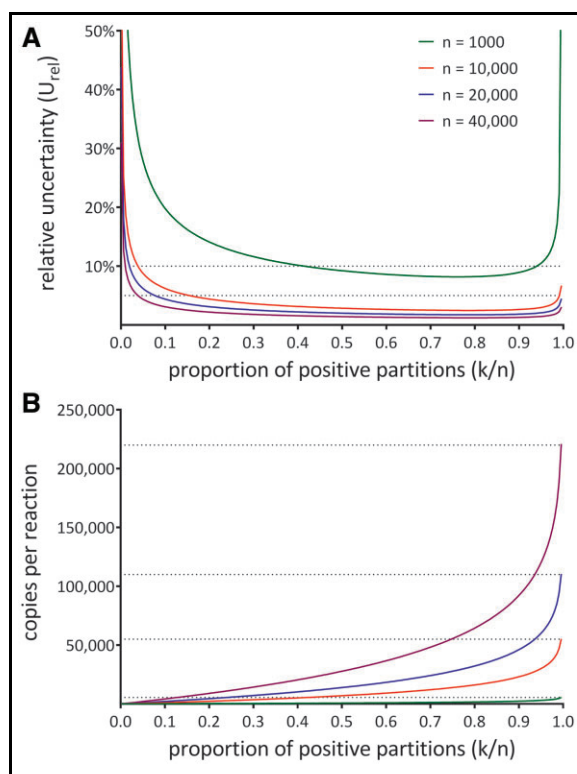 A
50%
40%
30%
20%
10%
relative uncertainty (Urel)
n = 1000
n = 10,000
n = 20,000
n = 40,000
0.0 0.1 0.2 0.3 0.4 0.5 0.6 0.7 0.8 0.9 1.0
proportion of positive partitions (k/n)
B
250,000
200,000
150,000
100,000
50,000
copies per reaction
0.0 0.1 0.2 0.3 0.4 0.5 0.6 0.7 0.8 0.9 1.0
proportion of positive partitions (k/n)